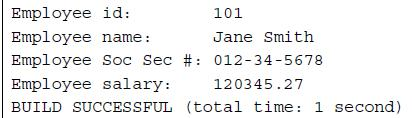 Employee id:         101
Employee name:       Jane Smith
Employee Soc Sec #: 012-34-5678
Employee salary:     120345.27
BUILD SUCCESSFUL (total time: 1 second)